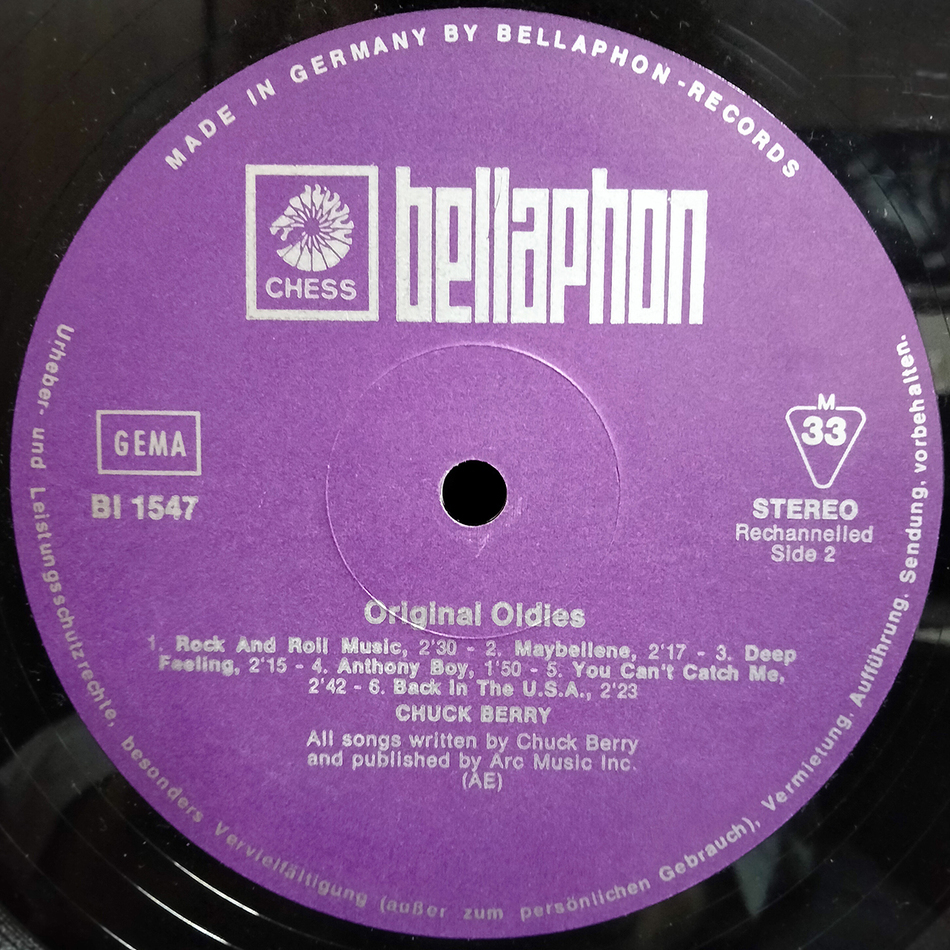 MADE IN GERMANY BY BELLAPHON-RECORDS
CHESS
bellaphon
GEMA
BI 1547
M
33
STEREO
Rechannelled
Side 2
Original Oldies
1. Rock And Roll Music, 2'30 - 2. Maybellene, 2'17 - 3. Deep
Feeling, 2'15 - 4. Anthony Boy, 1'50 - 5. You Can't Catch Me,
2'42 - 6. Back In The U.S.A., 2'23
CHUCK BERRY
All songs written by Chuck Berry
and published by Arc Music Inc.
(AE)
Urheber- und Leistungsschutzrechte, besonders Vervielfältigung (außer zum persönlichen Gebrauch), Vermietung, Aufführung, Sendung, vorbehalten.